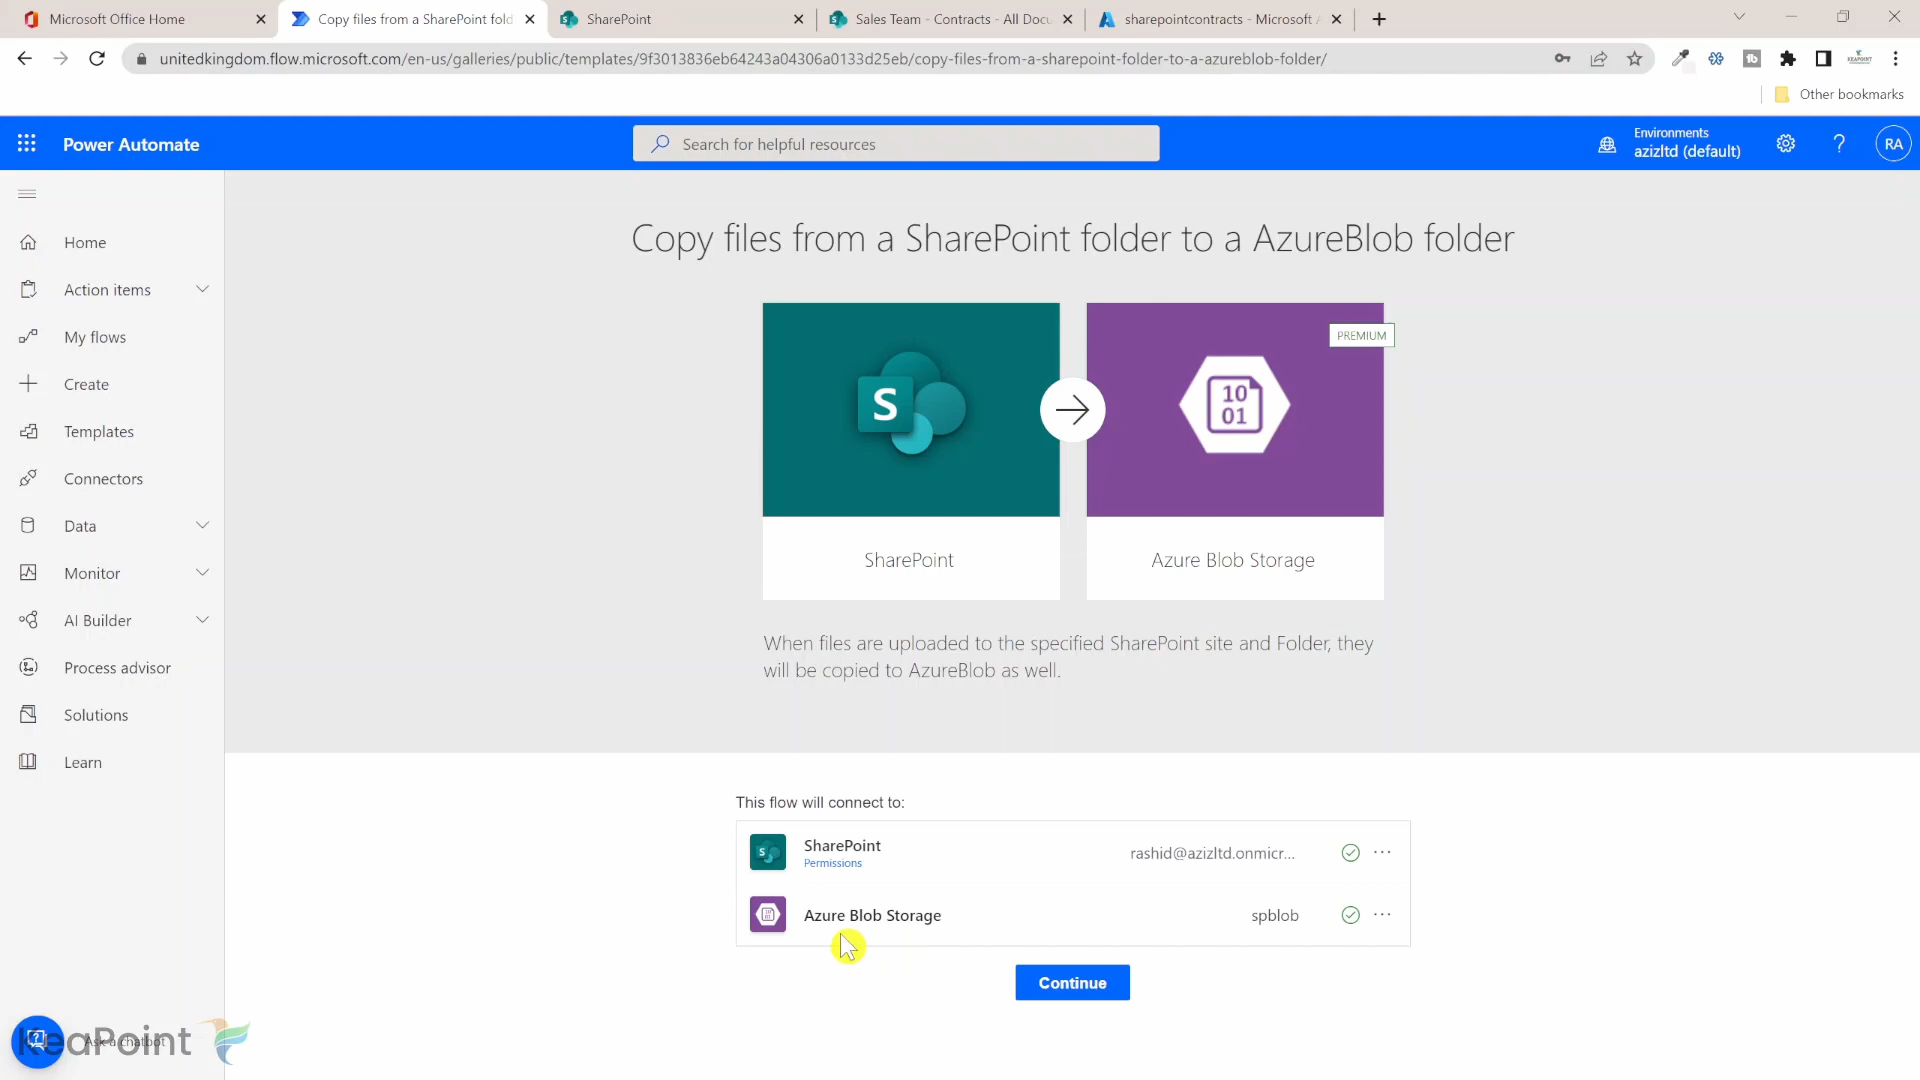 Microsoft Office Home
Copy files from a SharePoint fold
SharePoint
Sales Team - Contracts - All Docu
sharepointcontracts - Microsoft A
unitedkingdom.flow.microsoft.com/en-us/galleries/public/templates/9f3013836eb64243a04306a0133d25eb/copy-files-from-a-sharepoint-folder-to-a-azureblob-folder/
Other bookmarks
Power Automate
Search for helpful resources
Environments
azizltd (default)
RA
Home
Action items
My flows
Create
Templates
Connectors
Data
Monitor
AI Builder
Process advisor
Solutions
Learn
Copy files from a SharePoint folder to a AzureBlob folder
S
PREMIUM
10
01
SharePoint
Azure Blob Storage
When files are uploaded to the specified SharePoint site and Folder, they
will be copied to AzureBlob as well.
This flow will connect to:
SharePoint
Permissions
rashid@azizltd.onmicr...
Azure Blob Storage
spblob
Continue
Ask a chatbot
KeaPoint